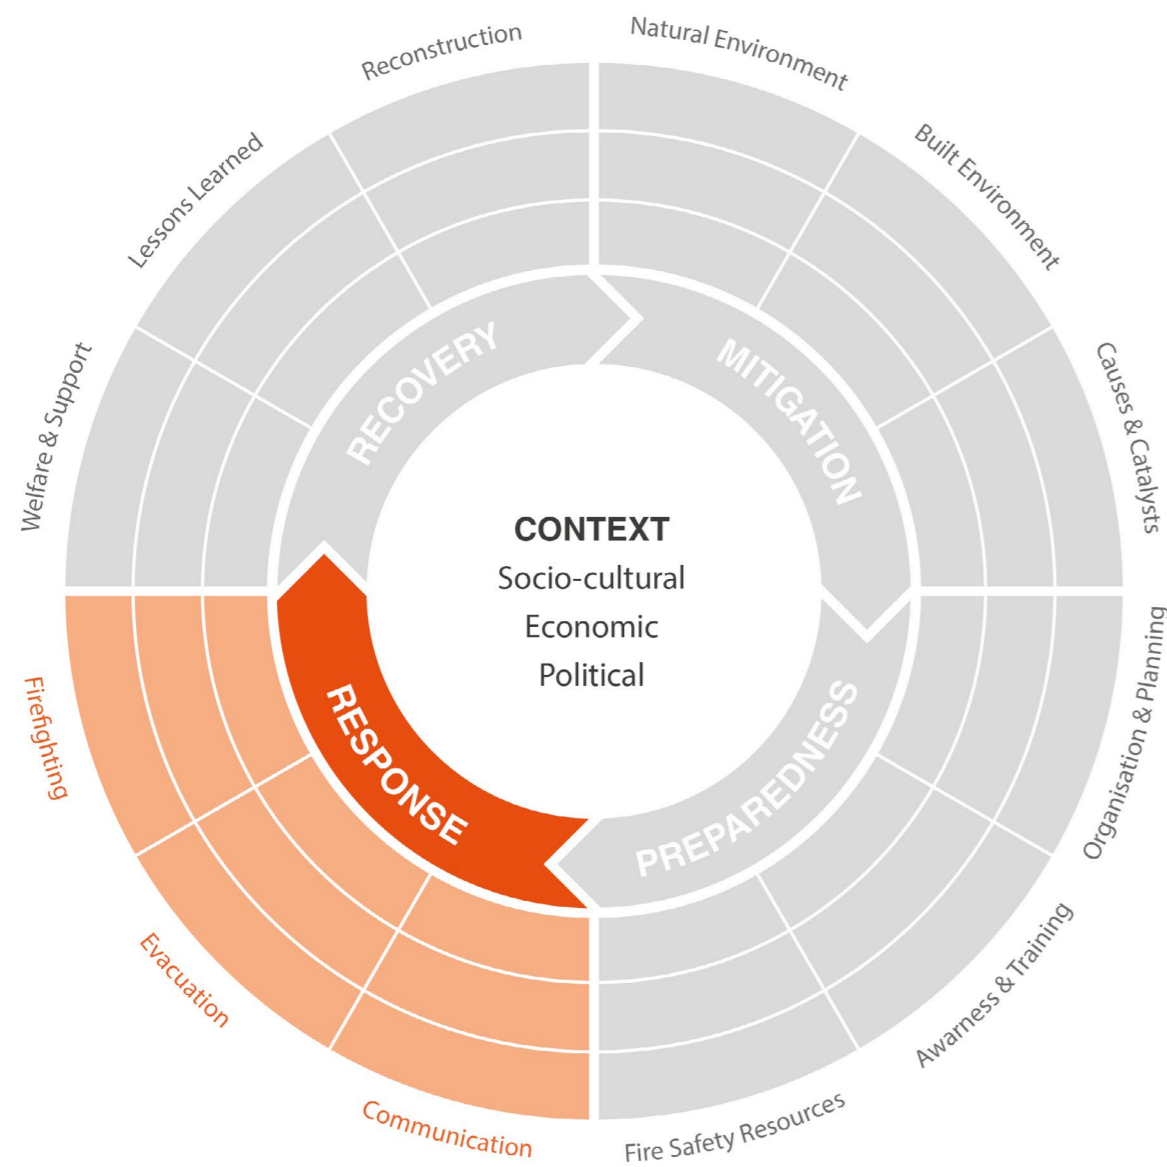 Reconstruction
Natural Environment
Lessons Learned
Built Environment
Welfare & Support
Causes & Catalysts
RECOVERY
MITIGATION
CONTEXT
Socio-cultural
Economic
Political
RESPONSE
PREPAREDNESS
Firefighting
Organisation & Planning
Evacuation
Awarness & Training
Communication
Fire Safety Resources